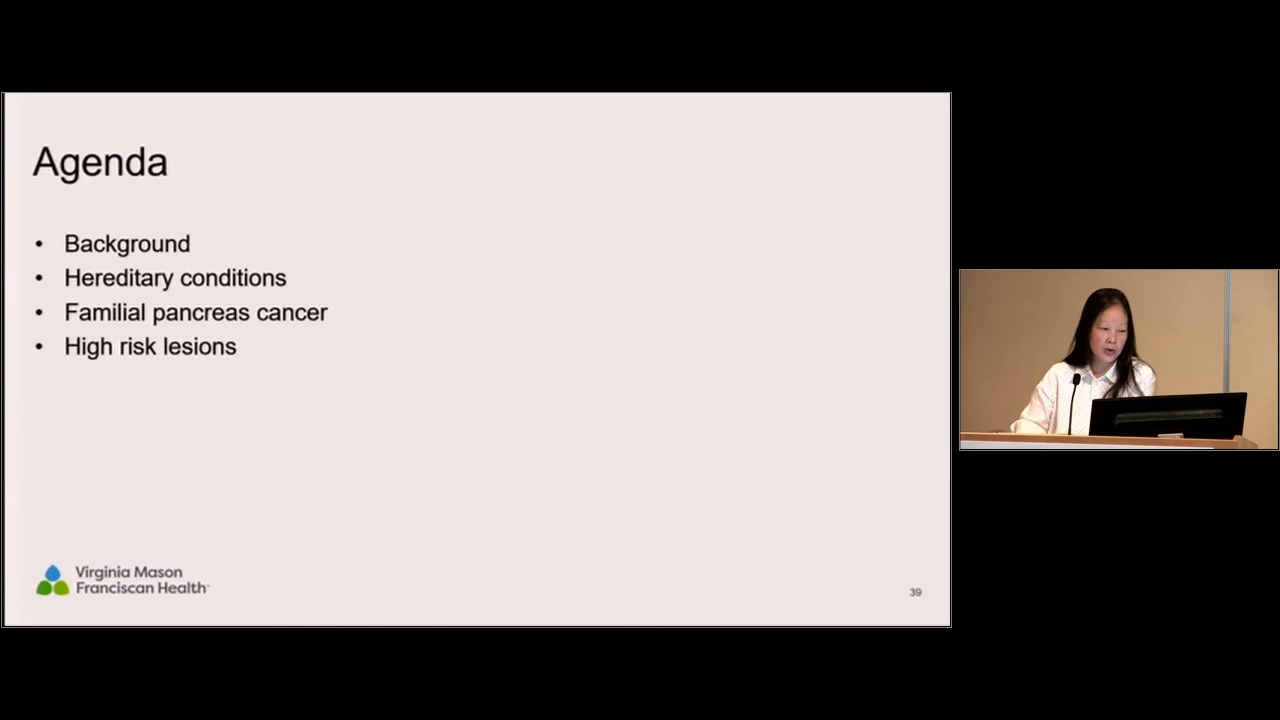 Agenda
• Background
• Hereditary conditions
• Familial pancreas cancer
• High risk lesions
Virginia Mason
Franciscan Health
39